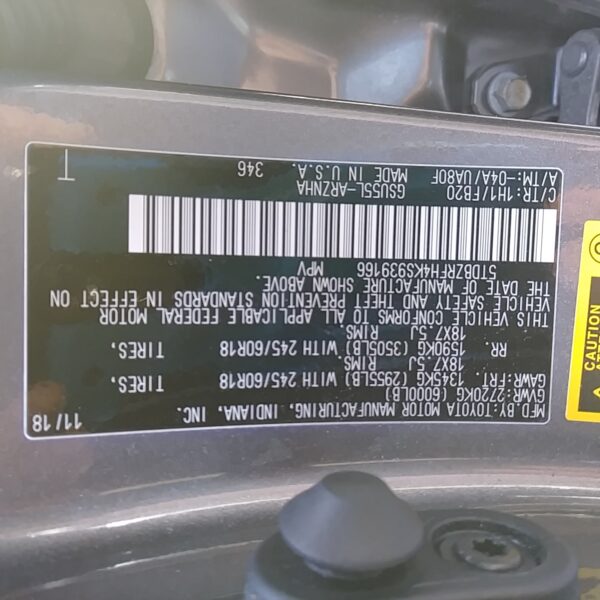 MFD.BY:TOYOTA MOTOR MANUFACTURING, INDIANA, INC. 11/18
GVWR: 2720KG (6000LB)
GAWR:FRT 1345KG (2955LB) WITH 245/60R18 TIRES.
18X7.5J RIMS.
RR. 1590KG (3505LB) WITH 245/60R18 TIRES.
18X7.5J RIMS.
THIS VEHICLE CONFORMS TO ALL APPLICABLE FEDERAL MOTOR
VEHICLE SAFETY AND THEFT PREVENTION STANDARDS IN EFFECT ON
THE DATE OF MANUFACTURE SHOWN ABOVE.
5TDBZRFH4KS939166 MPV
C/TR:1H1/FB20 GSU55L-ARZNHA
A/TM:-04A/UA80F MADE IN U.S.A. 346 T
CAUTION